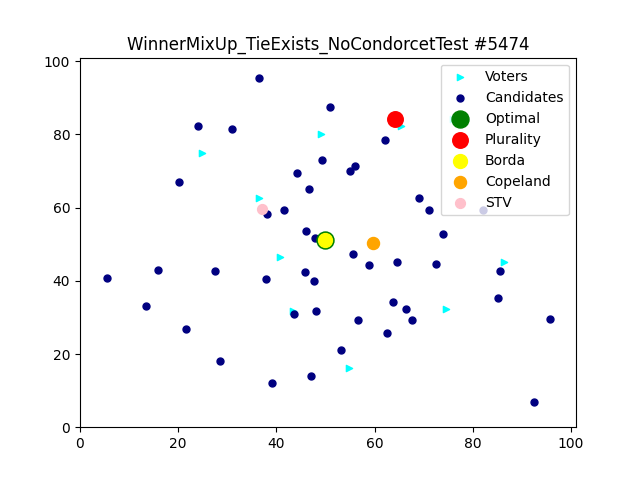 WinnerMixUp_TieExists_NoCondorcetTest #5474
100
80
60
40
20
0
0 20 40 60 80 100
Voters
Candidates
Optimal
Plurality
Borda
Copeland
STV